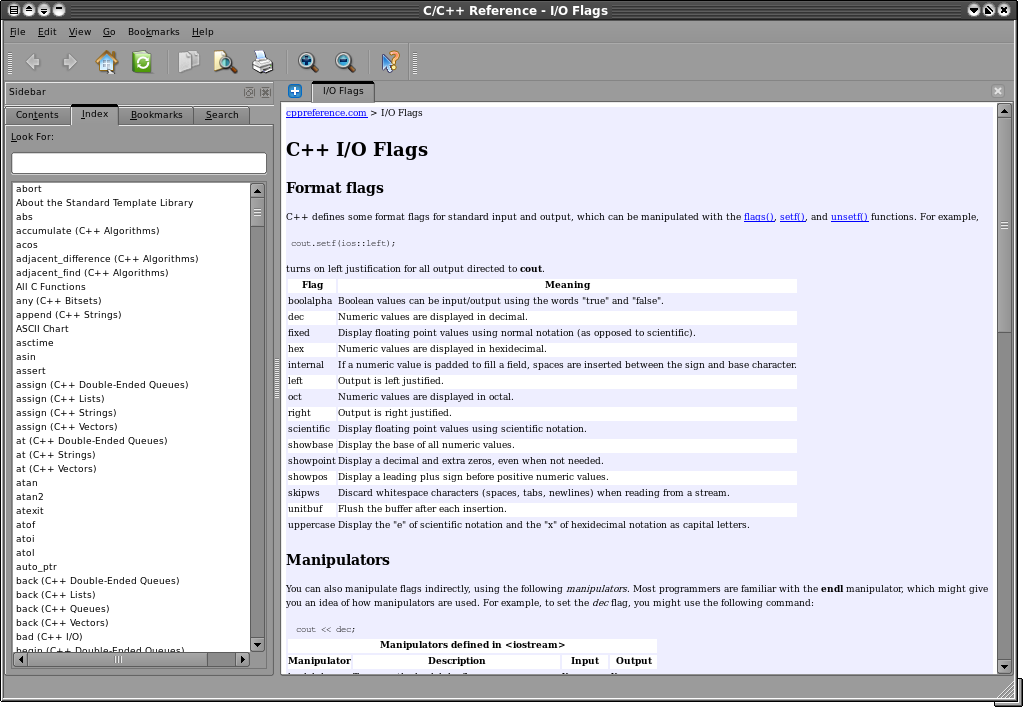 C/C++ Reference - I/O Flags
File Edit View Go Bookmarks Help
Sidebar
Contents Index Bookmarks Search
Look For:
abort
About the Standard Template Library
abs
accumulate (C++ Algorithms)
acos
adjacent_difference (C++ Algorithms)
adjacent_find (C++ Algorithms)
All C Functions
any (C++ Bitsets)
append (C++ Strings)
ASCII Chart
asctime
asin
assert
assign (C++ Double-Ended Queues)
assign (C++ Lists)
assign (C++ Strings)
assign (C++ Vectors)
at (C++ Double-Ended Queues)
at (C++ Strings)
at (C++ Vectors)
atan
atan2
atexit
atof
atoi
atol
auto_ptr
back (C++ Double-Ended Queues)
back (C++ Lists)
back (C++ Queues)
back (C++ Vectors)
bad (C++ I/O)
begin (C++ Double-Ended Queues)
I/O Flags
cppreference.com > I/O Flags
C++ I/O Flags
Format flags
C++ defines some format flags for standard input and output, which can be manipulated with the flags(), setf(), and unsetf() functions. For example,
cout.setf(ios::left);
turns on left justification for all output directed to cout.
Flag Meaning
boolalpha Boolean values can be input/output using the words "true" and "false".
dec Numeric values are displayed in decimal.
fixed Display floating point values using normal notation (as opposed to scientific).
hex Numeric values are displayed in hexidecimal.
internal If a numeric value is padded to fill a field, spaces are inserted between the sign and base character.
left Output is left justified.
oct Numeric values are displayed in octal.
right Output is right justified.
scientific Display floating point values using scientific notation.
showbase Display the base of all numeric values.
showpoint Display a decimal and extra zeros, even when not needed.
showpos Display a leading plus sign before positive numeric values.
skipws Discard whitespace characters (spaces, tabs, newlines) when reading from a stream.
unitbuf Flush the buffer after each insertion.
uppercase Display the "e" of scientific notation and the "x" of hexidecimal notation as capital letters.
Manipulators
You can also manipulate flags indirectly, using the following manipulators. Most programmers are familiar with the endl manipulator, which might give
you an idea of how manipulators are used. For example, to set the dec flag, you might use the following command:
cout << dec;
Manipulators defined in <iostream>
Manipulator Description Input Output